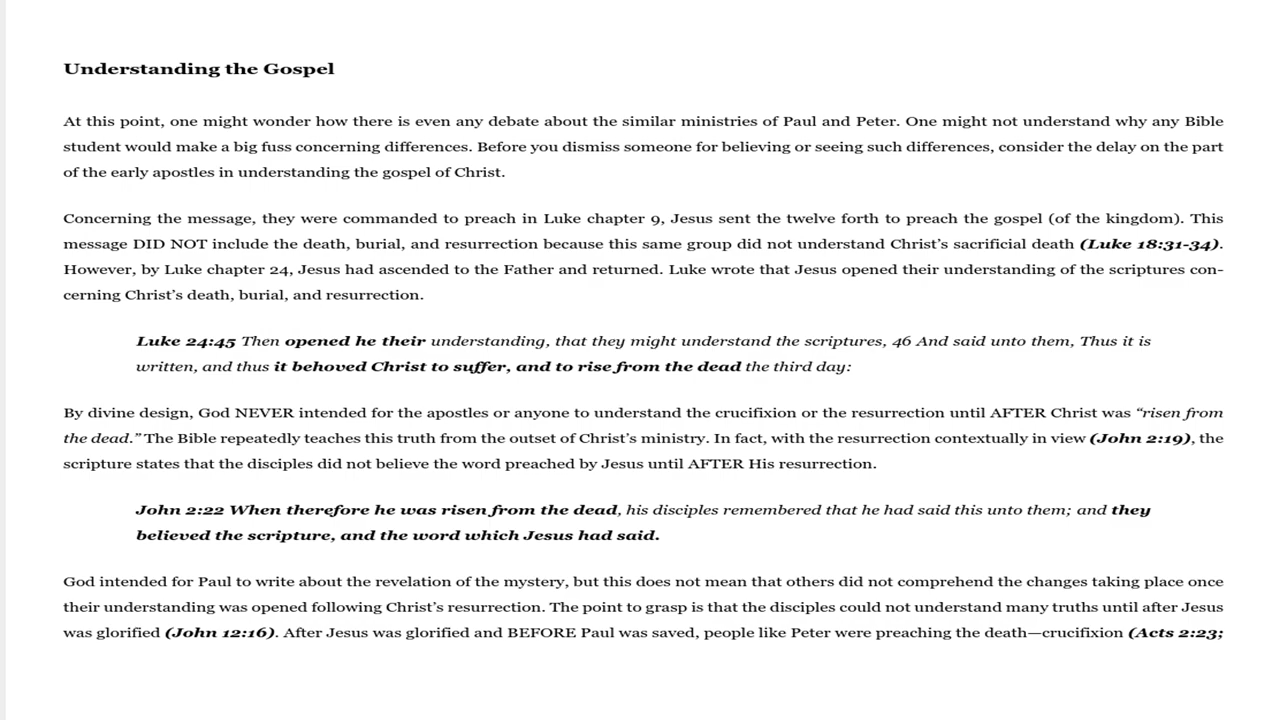 Understanding the Gospel
At this point, one might wonder how there is even any debate about the similar ministries of Paul and Peter. One might not understand why any Bible
student would make a big fuss concerning differences. Before you dismiss someone for believing or seeing such differences, consider the delay on the part
of the early apostles in understanding the gospel of Christ.
Concerning the message, they were commanded to preach in Luke chapter 9, Jesus sent the twelve forth to preach the gospel (of the kingdom). This
message DID NOT include the death, burial, and resurrection because this same group did not understand Christ’s sacrificial death (Luke 18:31-34).
However, by Luke chapter 24, Jesus had ascended to the Father and returned. Luke wrote that Jesus opened their understanding of the scriptures con-
cerning Christ’s death, burial, and resurrection.
Luke 24:45 Then opened he their understanding, that they might understand the scriptures, 46 And said unto them, Thus it is
written, and thus it behoved Christ to suffer, and to rise from the dead the third day:
By divine design, God NEVER intended for the apostles or anyone to understand the crucifixion or the resurrection until AFTER Christ was “risen from
the dead.” The Bible repeatedly teaches this truth from the outset of Christ’s ministry. In fact, with the resurrection contextually in view (John 2:19), the
scripture states that the disciples did not believe the word preached by Jesus until AFTER His resurrection.
John 2:22 When therefore he was risen from the dead, his disciples remembered that he had said this unto them; and they
believed the scripture, and the word which Jesus had said.
God intended for Paul to write about the revelation of the mystery, but this does not mean that others did not comprehend the changes taking place once
their understanding was opened following Christ’s resurrection. The point to grasp is that the disciples could not understand many truths until after Jesus
was glorified (John 12:16). After Jesus was glorified and BEFORE Paul was saved, people like Peter were preaching the death—crucifixion (Acts 2:23;